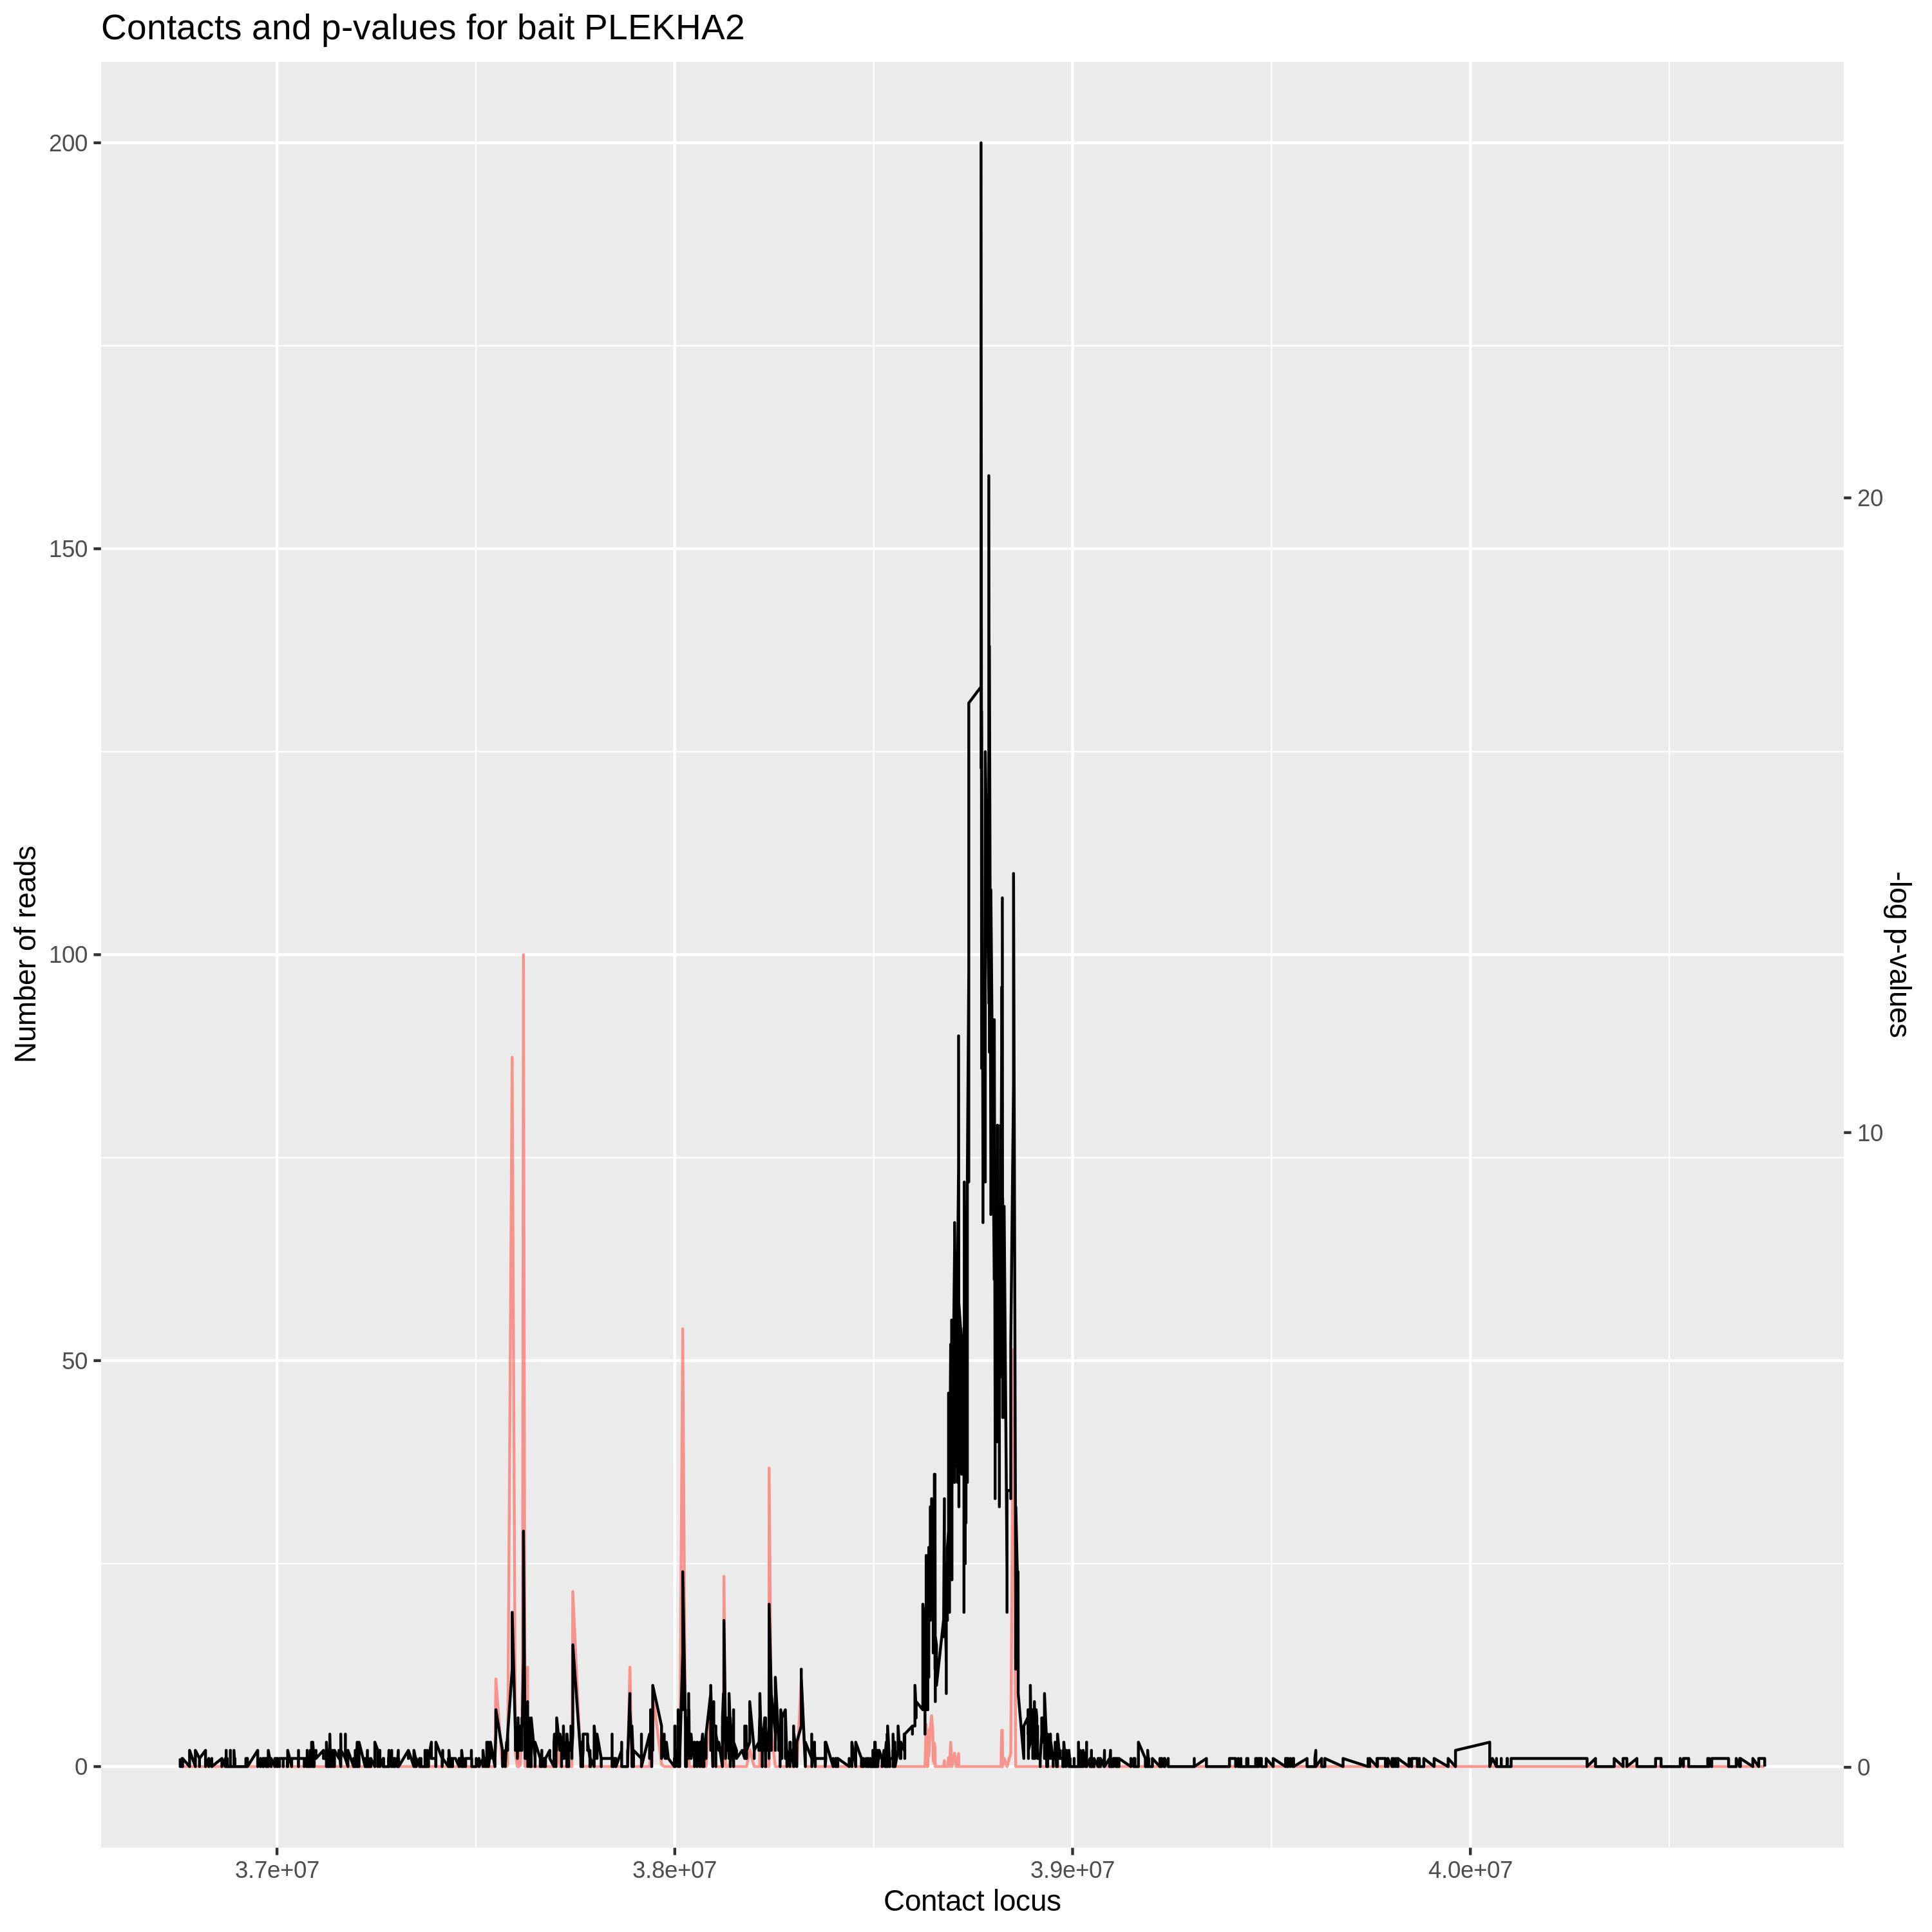 Contacts and p-values for bait PLEKHA2
200
150
100
50
0
Number of reads
20
10
0
-log p-values
3.7e+07
3.8e+07
3.9e+07
4.0e+07
Contact locus